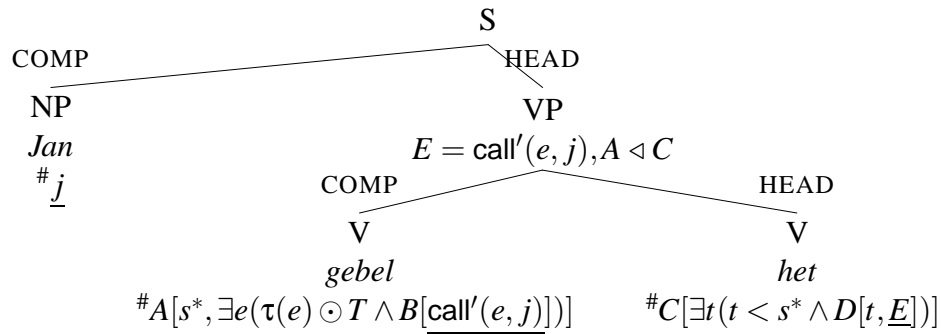 S
COMP HEAD
NP VP
Jan E = call′(e, j), A ◁ C
#j COMP HEAD
V V
gebel het
#A[s*, ∃e(τ(e) ⊙ T ∧ B[call′(e, j)])] #C[∃t(t < s* ∧ D[t, E])]